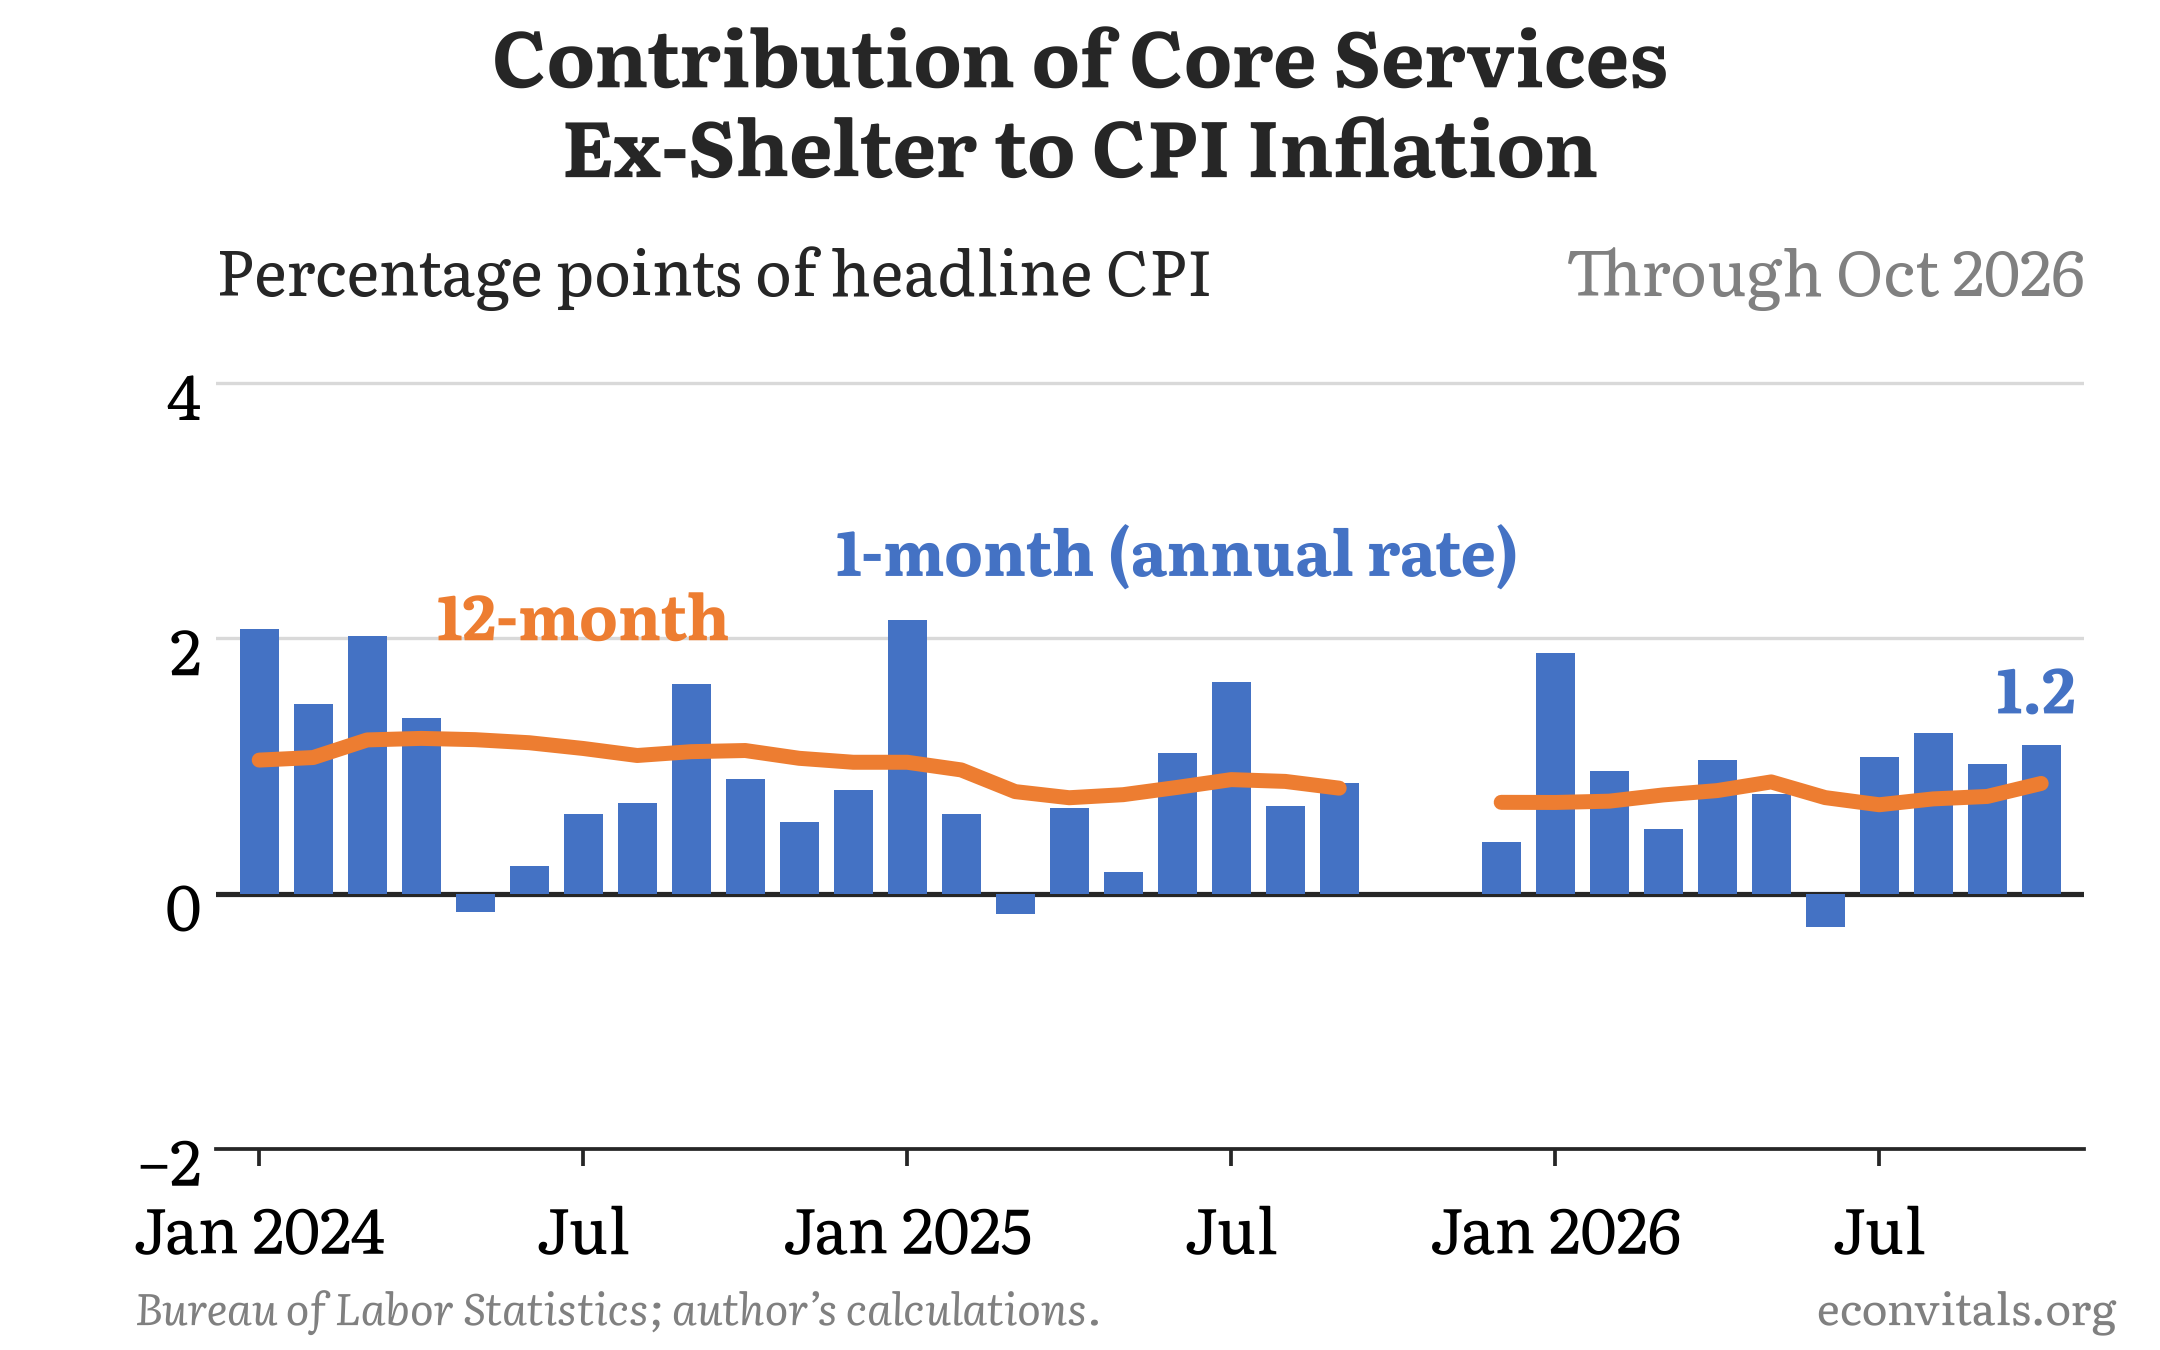 Contribution of Core Services
Ex-Shelter to CPI Inflation
Percentage points of headline CPI
Through Oct 2026
4
1-month (annual rate)
12-month
2
1.2
0
−2
Jan 2024
Jul
Jan 2025
Jul
Jan 2026
Jul
Bureau of Labor Statistics; author’s calculations.
econvitals.org